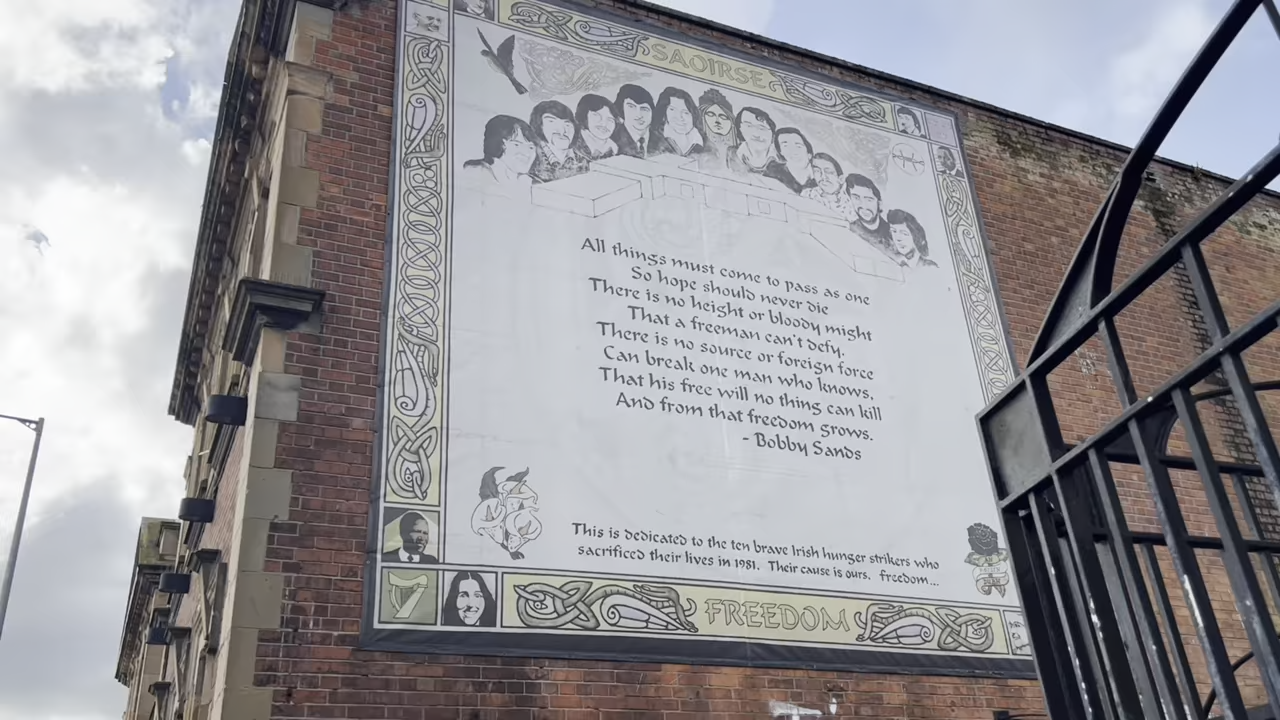 SAOIRSE
All things must come to pass as one
So hope should never die
There is no height or bloody might
That a freeman can't defy.
There is no source or foreign force
Can break one man who knows,
That his free will no thing can kill
And from that freedom grows.
- Bobby Sands
This is dedicated to the ten brave Irish hunger strikers who
sacrificed their lives in 1981. Their cause is ours. freedom...
FREEDOM